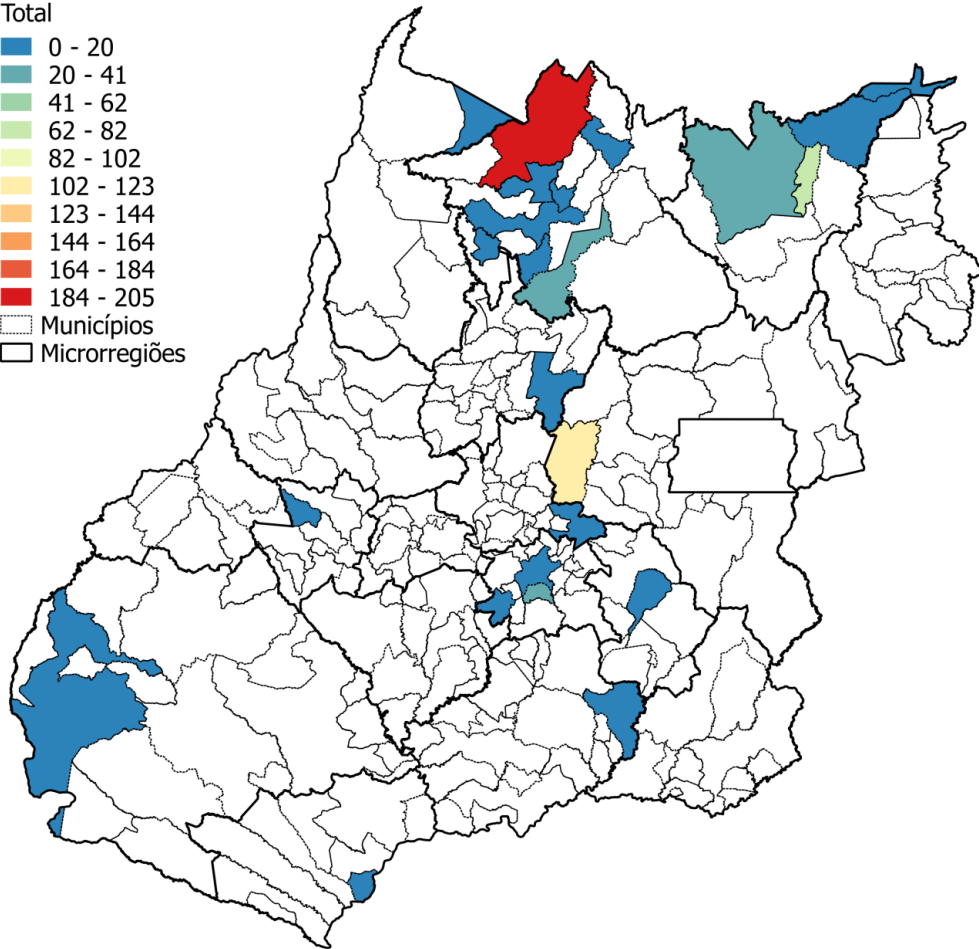 Total
0 - 20
20 - 41
41 - 62
62 - 82
82 - 102
102 - 123
123 - 144
144 - 164
164 - 184
184 - 205
Municípios
Microrregiões